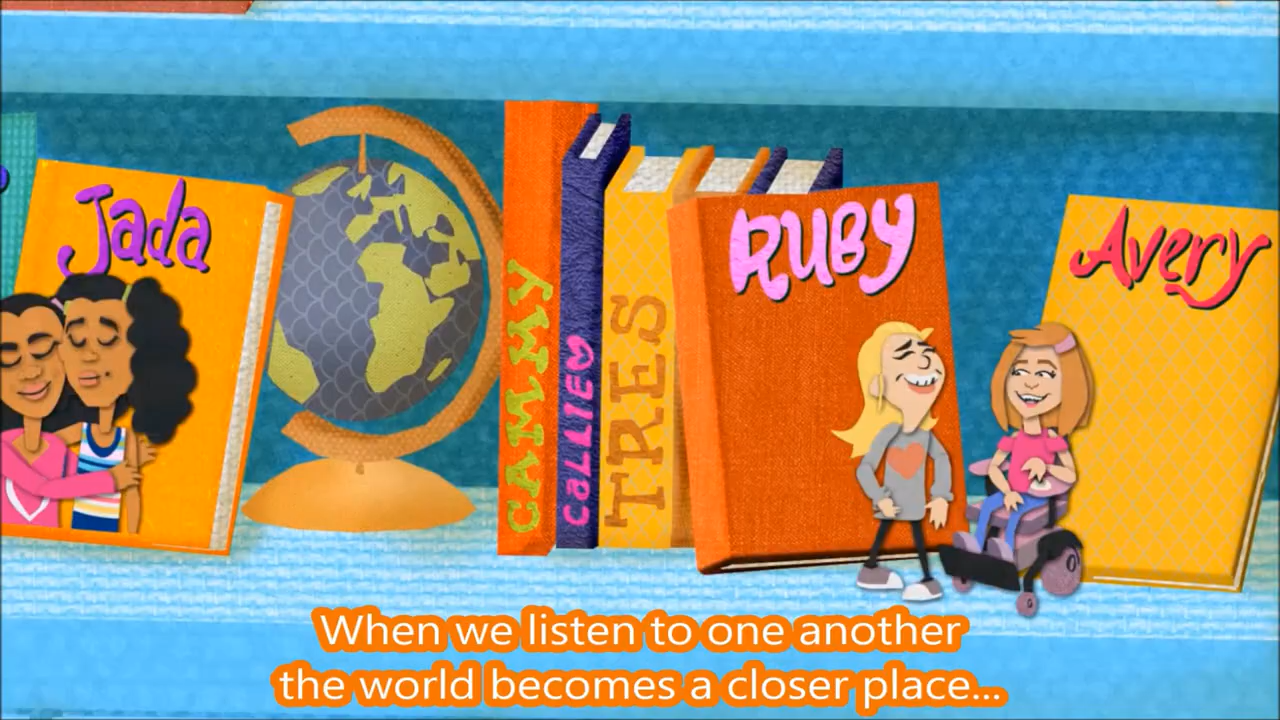 Jada
CAMMY
CALLIE
TRES
RUBY
Avery
When we listen to one another
the world becomes a closer place...